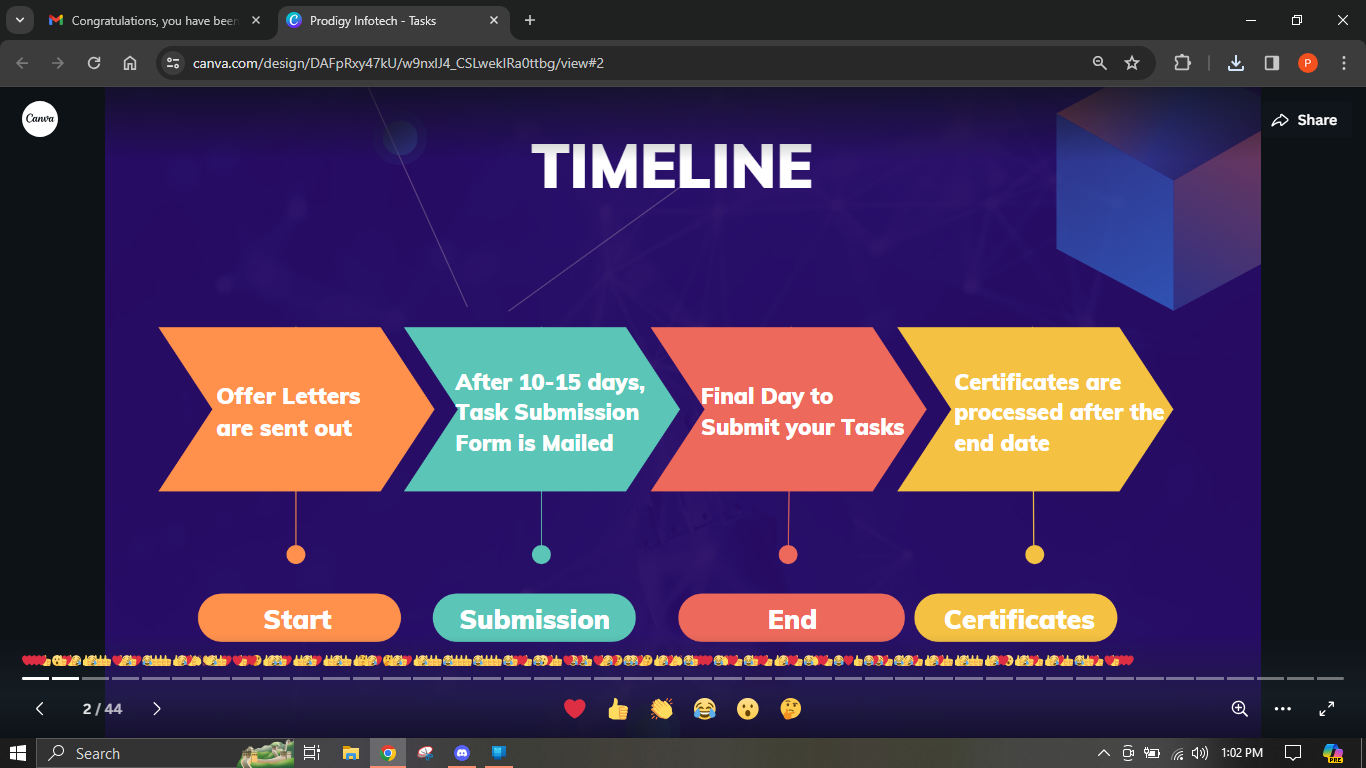 Congratulations, you have been
Prodigy Infotech - Tasks
canva.com/design/DAFpRxy47kU/w9nxlJ4_CSLweklRa0ttbg/view#2
P
Canva
Share
TIMELINE
Offer Letters
are sent out
After 10-15 days,
Task Submission
Form is Mailed
Final Day to
Submit your Tasks
Certificates are
processed after the
end date
Start
Submission
End
Certificates
2 / 44
Search
1:02 PM
PRE